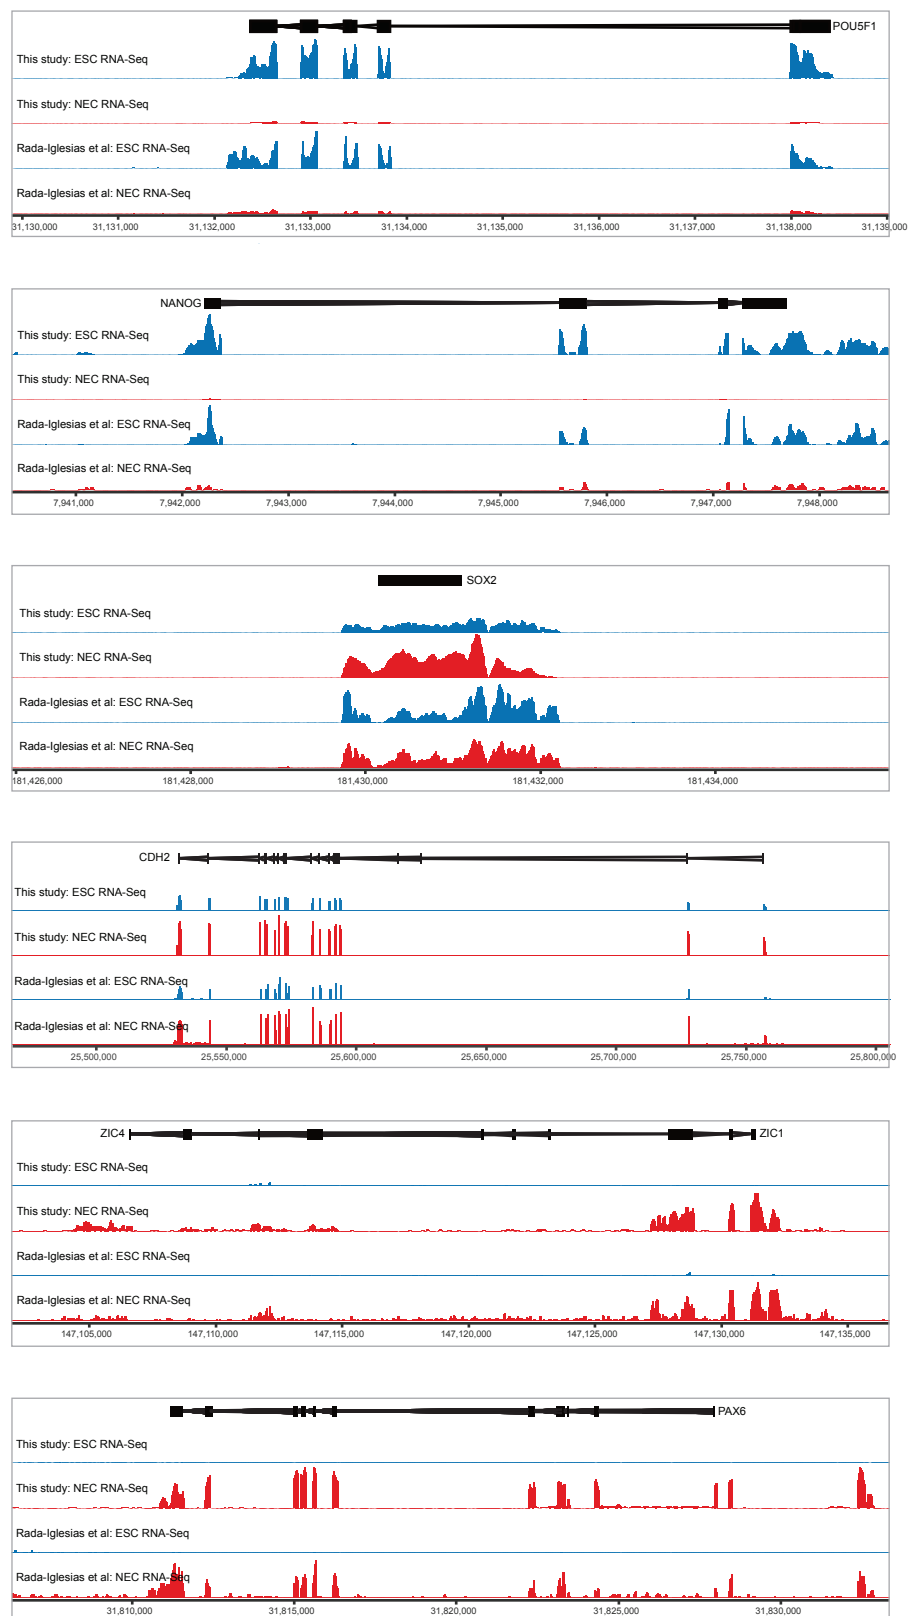 POU5F1
This study: ESC RNA-Seq
This study: NEC RNA-Seq
Rada-Iglesias et al: ESC RNA-Seq
Rada-Iglesias et al: NEC RNA-Seq
31,130,000 31,131,000 31,132,000 31,133,000 31,134,000 31,135,000 31,136,000 31,137,000 31,138,000 31,139,000
NANOG
This study: ESC RNA-Seq
This study: NEC RNA-Seq
Rada-Iglesias et al: ESC RNA-Seq
Rada-Iglesias et al: NEC RNA-Seq
7,941,000 7,942,000 7,943,000 7,944,000 7,945,000 7,946,000 7,947,000 7,948,000
SOX2
This study: ESC RNA-Seq
This study: NEC RNA-Seq
Rada-Iglesias et al: ESC RNA-Seq
Rada-Iglesias et al: NEC RNA-Seq
181,426,000 181,428,000 181,430,000 181,432,000 181,434,000
CDH2
This study: ESC RNA-Seq
This study: NEC RNA-Seq
Rada-Iglesias et al: ESC RNA-Seq
Rada-Iglesias et al: NEC RNA-Seq
25,500,000 25,550,000 25,600,000 25,650,000 25,700,000 25,750,000 25,800,000
ZIC4 ZIC1
This study: ESC RNA-Seq
This study: NEC RNA-Seq
Rada-Iglesias et al: ESC RNA-Seq
Rada-Iglesias et al: NEC RNA-Seq
147,105,000 147,110,000 147,115,000 147,120,000 147,125,000 147,130,000 147,135,000
PAX6
This study: ESC RNA-Seq
This study: NEC RNA-Seq
Rada-Iglesias et al: ESC RNA-Seq
Rada-Iglesias et al: NEC RNA-Seq
31,810,000 31,815,000 31,820,000 31,825,000 31,830,000